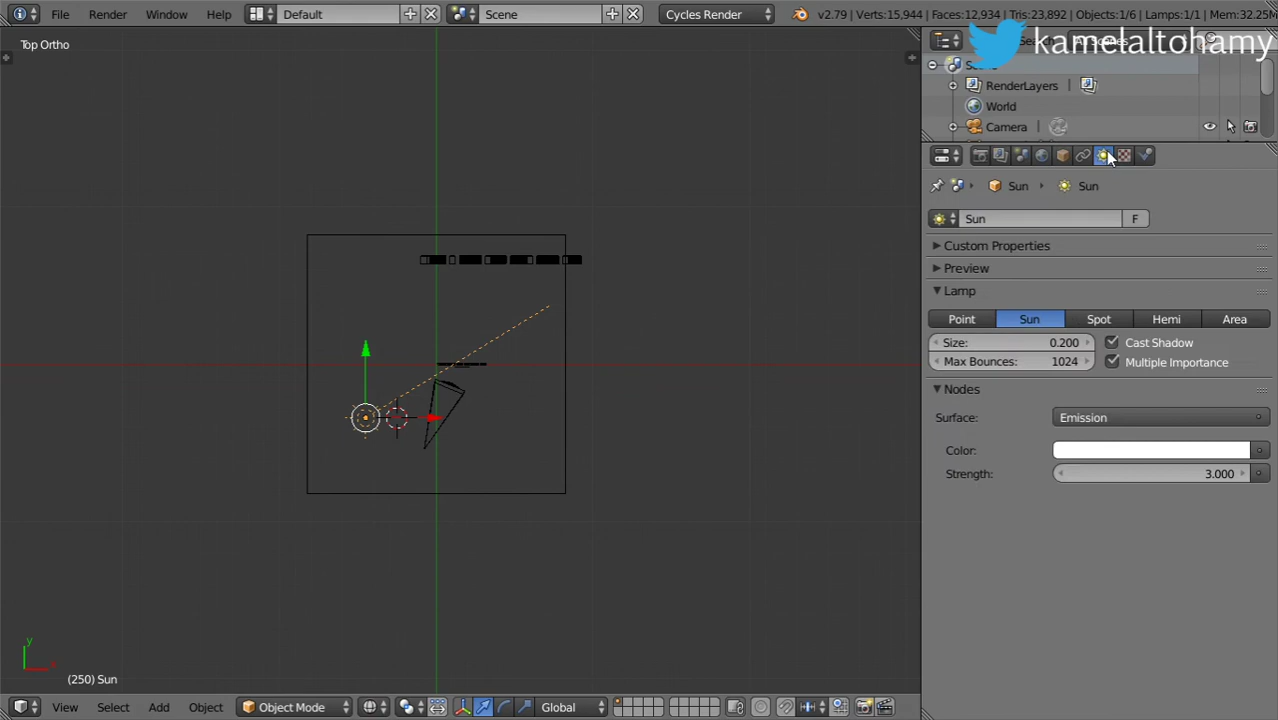 File Render Window Help Default Scene Cycles Render v2.79 | Verts:15,944 | Faces:12,934 | Tris:23,892 | Objects:1/6 | Lamps:1/1 | Mem:32.25M
Top Ortho
kamelaltohamy
RenderLayers
World
Camera
Sun Sun
Sun F
Custom Properties
Preview
Lamp
Point Sun Spot Hemi Area
Size: 0.200 Cast Shadow
Max Bounces: 1024 Multiple Importance
Nodes
Surface: Emission
Color:
Strength: 3.000
y
x
(250) Sun
View Select Add Object Object Mode Global